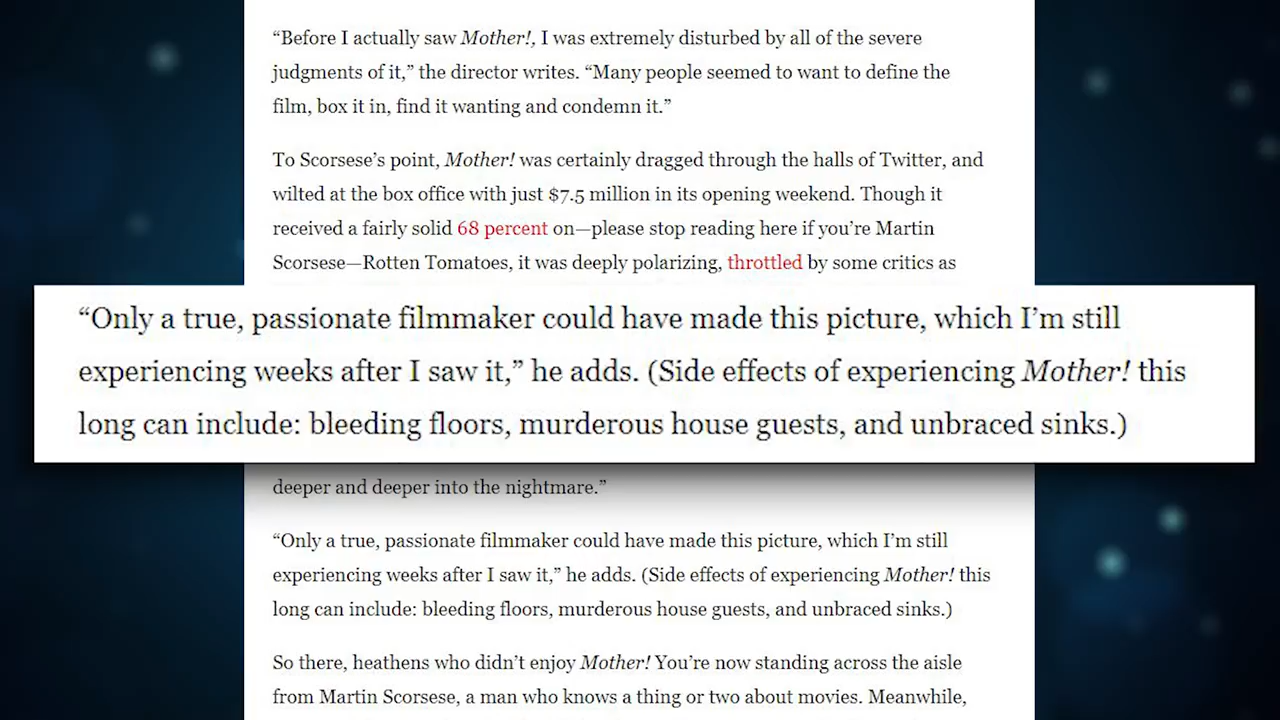 “Before I actually saw Mother!, I was extremely disturbed by all of the severe
judgments of it,” the director writes. “Many people seemed to want to define the
film, box it in, find it wanting and condemn it.”
To Scorsese’s point, Mother! was certainly dragged through the halls of Twitter, and
wilted at the box office with just $7.5 million in its opening weekend. Though it
received a fairly solid 68 percent on—please stop reading here if you’re Martin
Scorsese—Rotten Tomatoes, it was deeply polarizing, throttled by some critics as
“Only a true, passionate filmmaker could have made this picture, which I’m still
experiencing weeks after I saw it,” he adds. (Side effects of experiencing Mother! this
long can include: bleeding floors, murderous house guests, and unbraced sinks.)
deeper and deeper into the nightmare.”
“Only a true, passionate filmmaker could have made this picture, which I’m still
experiencing weeks after I saw it,” he adds. (Side effects of experiencing Mother! this
long can include: bleeding floors, murderous house guests, and unbraced sinks.)
So there, heathens who didn’t enjoy Mother! You’re now standing across the aisle
from Martin Scorsese, a man who knows a thing or two about movies. Meanwhile,